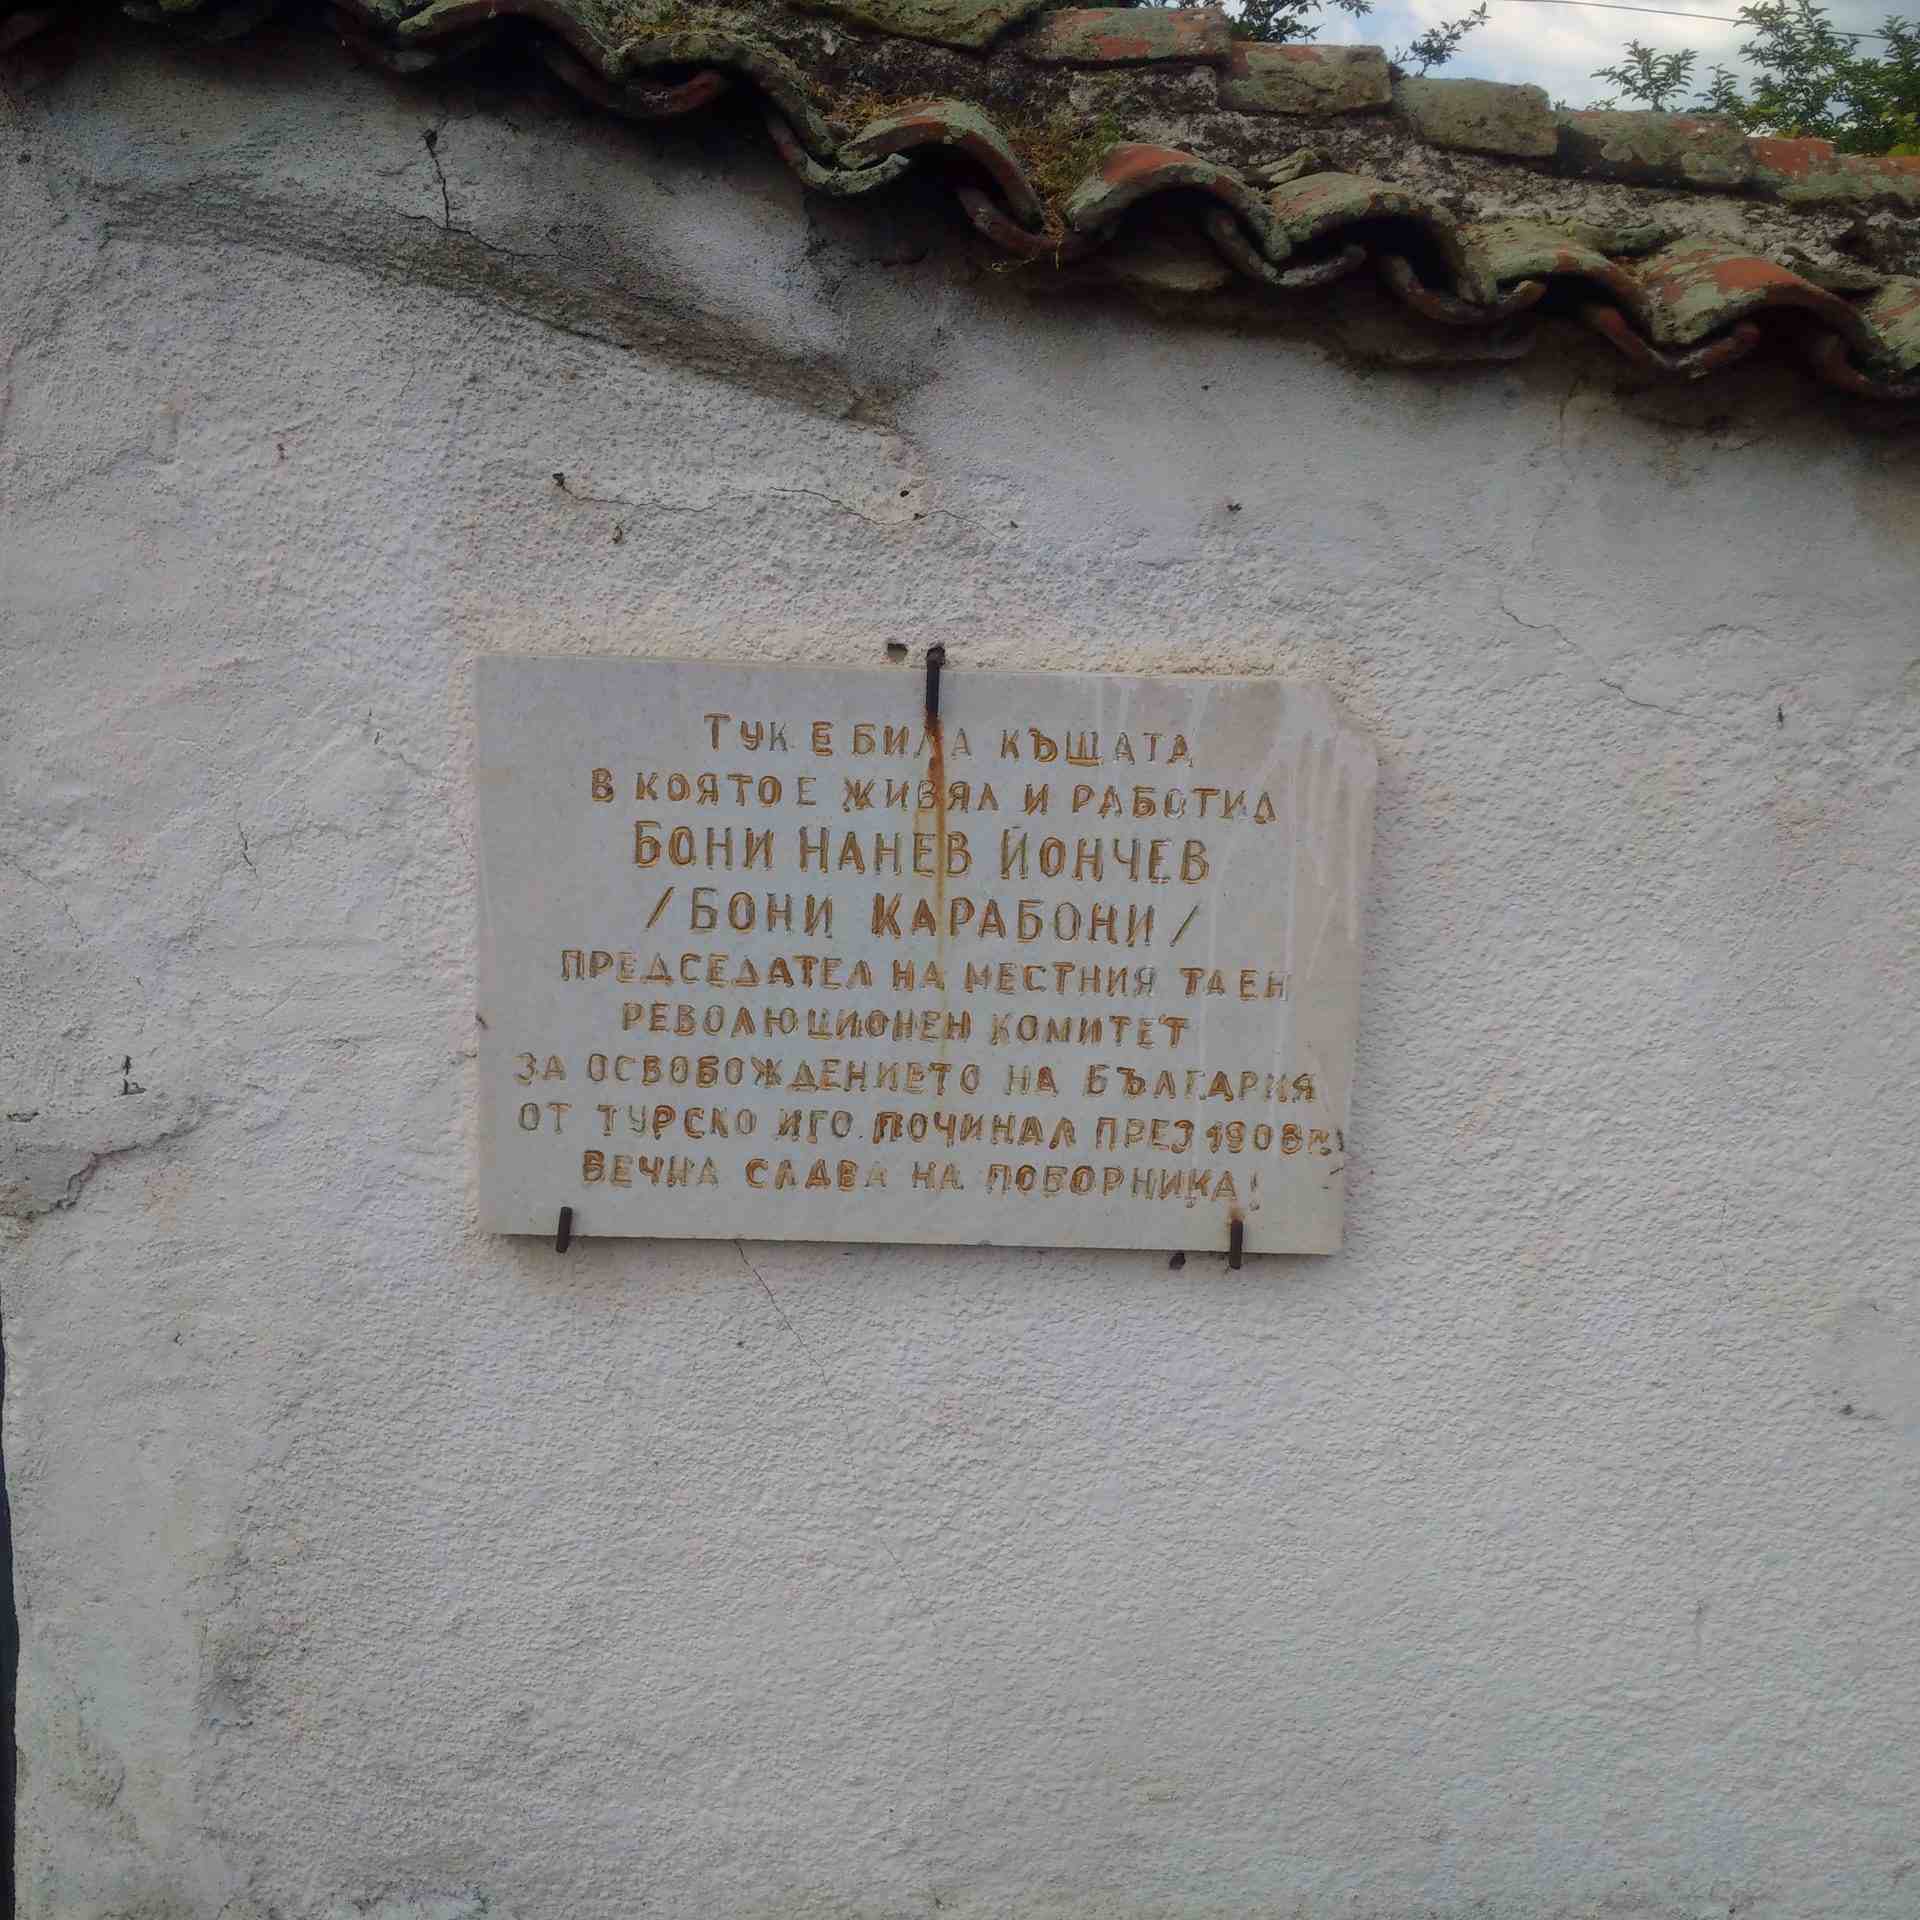 ТУК Е БИЛА КЪЩАТА
В КОЯТО Е ЖИВЯЛ И РАБОТИЛ
БОНИ НАНЕВ ЙОНЧЕВ
/БОНИ КАРАБОНИ/
ПРЕДСЕДАТЕЛ НА МЕСТНИЯ ТАЕН
РЕВОЛЮЦИОНЕН КОМИТЕТ
ЗА ОСВОБОЖДЕНИЕТО НА БЪЛГАРИЯ
ОТ ТУРСКО ИГО. ПОЧИНАЛ ПРЕЗ
ВЕЧНА СЛАВА НА ПОБОРНИКА!